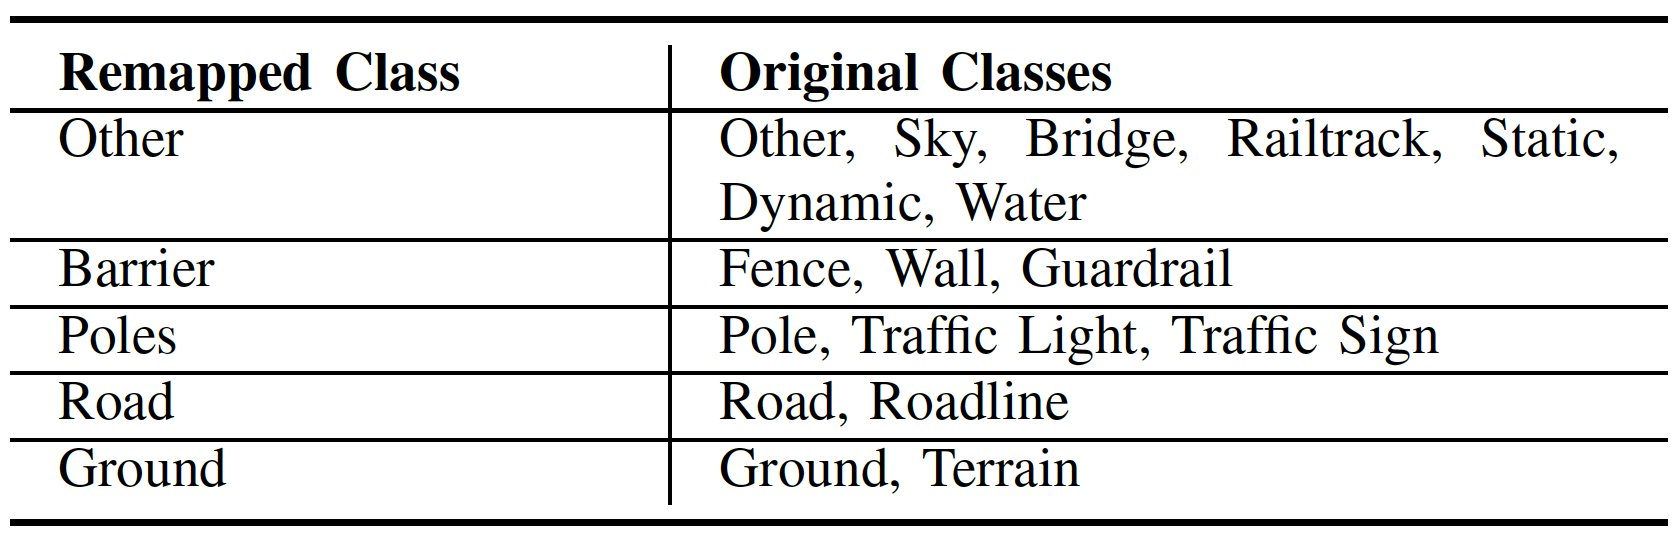 Remapped Class Original Classes
Other Other, Sky, Bridge, Railtrack, Static,
Dynamic, Water
Barrier Fence, Wall, Guardrail
Poles Pole, Traffic Light, Traffic Sign
Road Road, Roadline
Ground Ground, Terrain